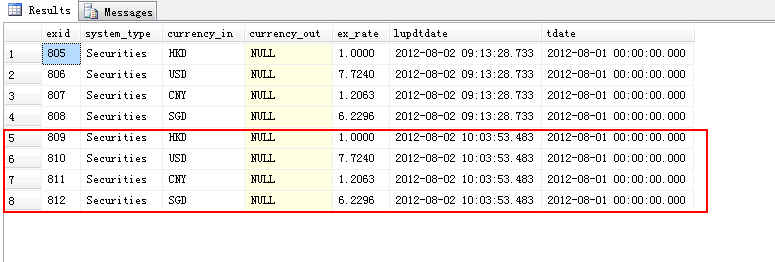 Results Messages
exid system_type currency_in currency_out ex_rate lupdtdate tdate
1 805 Securities HKD NULL 1.0000 2012-08-02 09:13:28.733 2012-08-01 00:00:00.000
2 806 Securities USD NULL 7.7240 2012-08-02 09:13:28.733 2012-08-01 00:00:00.000
3 807 Securities CNY NULL 1.2063 2012-08-02 09:13:28.733 2012-08-01 00:00:00.000
4 808 Securities SGD NULL 6.2296 2012-08-02 09:13:28.733 2012-08-01 00:00:00.000
5 809 Securities HKD NULL 1.0000 2012-08-02 10:03:53.483 2012-08-01 00:00:00.000
6 810 Securities USD NULL 7.7240 2012-08-02 10:03:53.483 2012-08-01 00:00:00.000
7 811 Securities CNY NULL 1.2063 2012-08-02 10:03:53.483 2012-08-01 00:00:00.000
8 812 Securities SGD NULL 6.2296 2012-08-02 10:03:53.483 2012-08-01 00:00:00.000